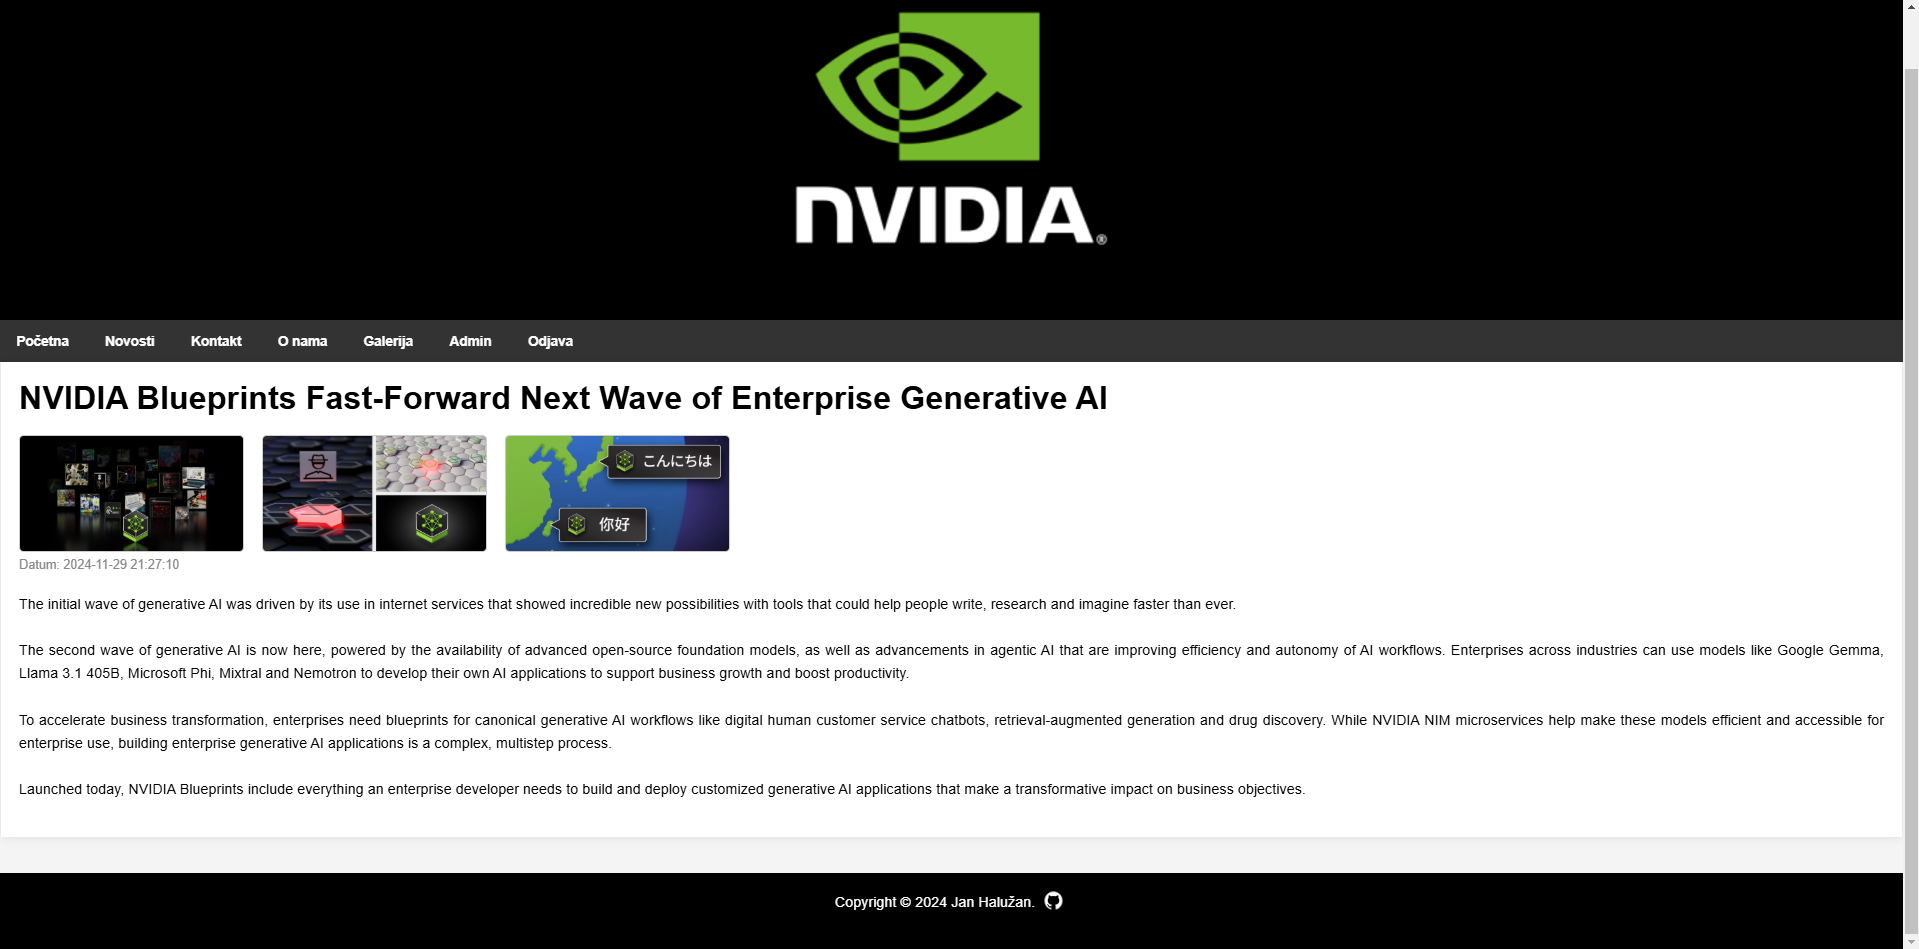 NVIDIA®
Početna Novosti Kontakt O nama Galerija Admin Odjava
NVIDIA Blueprints Fast-Forward Next Wave of Enterprise Generative AI
こんにちは
你好
Datum: 2024-11-29 21:27:10
The initial wave of generative AI was driven by its use in internet services that showed incredible new possibilities with tools that could help people write, research and imagine faster than ever.
The second wave of generative AI is now here, powered by the availability of advanced open-source foundation models, as well as advancements in agentic AI that are improving efficiency and autonomy of AI workflows. Enterprises across industries can use models like Google Gemma,
Llama 3.1 405B, Microsoft Phi, Mixtral and Nemotron to develop their own AI applications to support business growth and boost productivity.
To accelerate business transformation, enterprises need blueprints for canonical generative AI workflows like digital human customer service chatbots, retrieval-augmented generation and drug discovery. While NVIDIA NIM microservices help make these models efficient and accessible for
enterprise use, building enterprise generative AI applications is a complex, multistep process.
Launched today, NVIDIA Blueprints include everything an enterprise developer needs to build and deploy customized generative AI applications that make a transformative impact on business objectives.
Copyright © 2024 Jan Halužan.